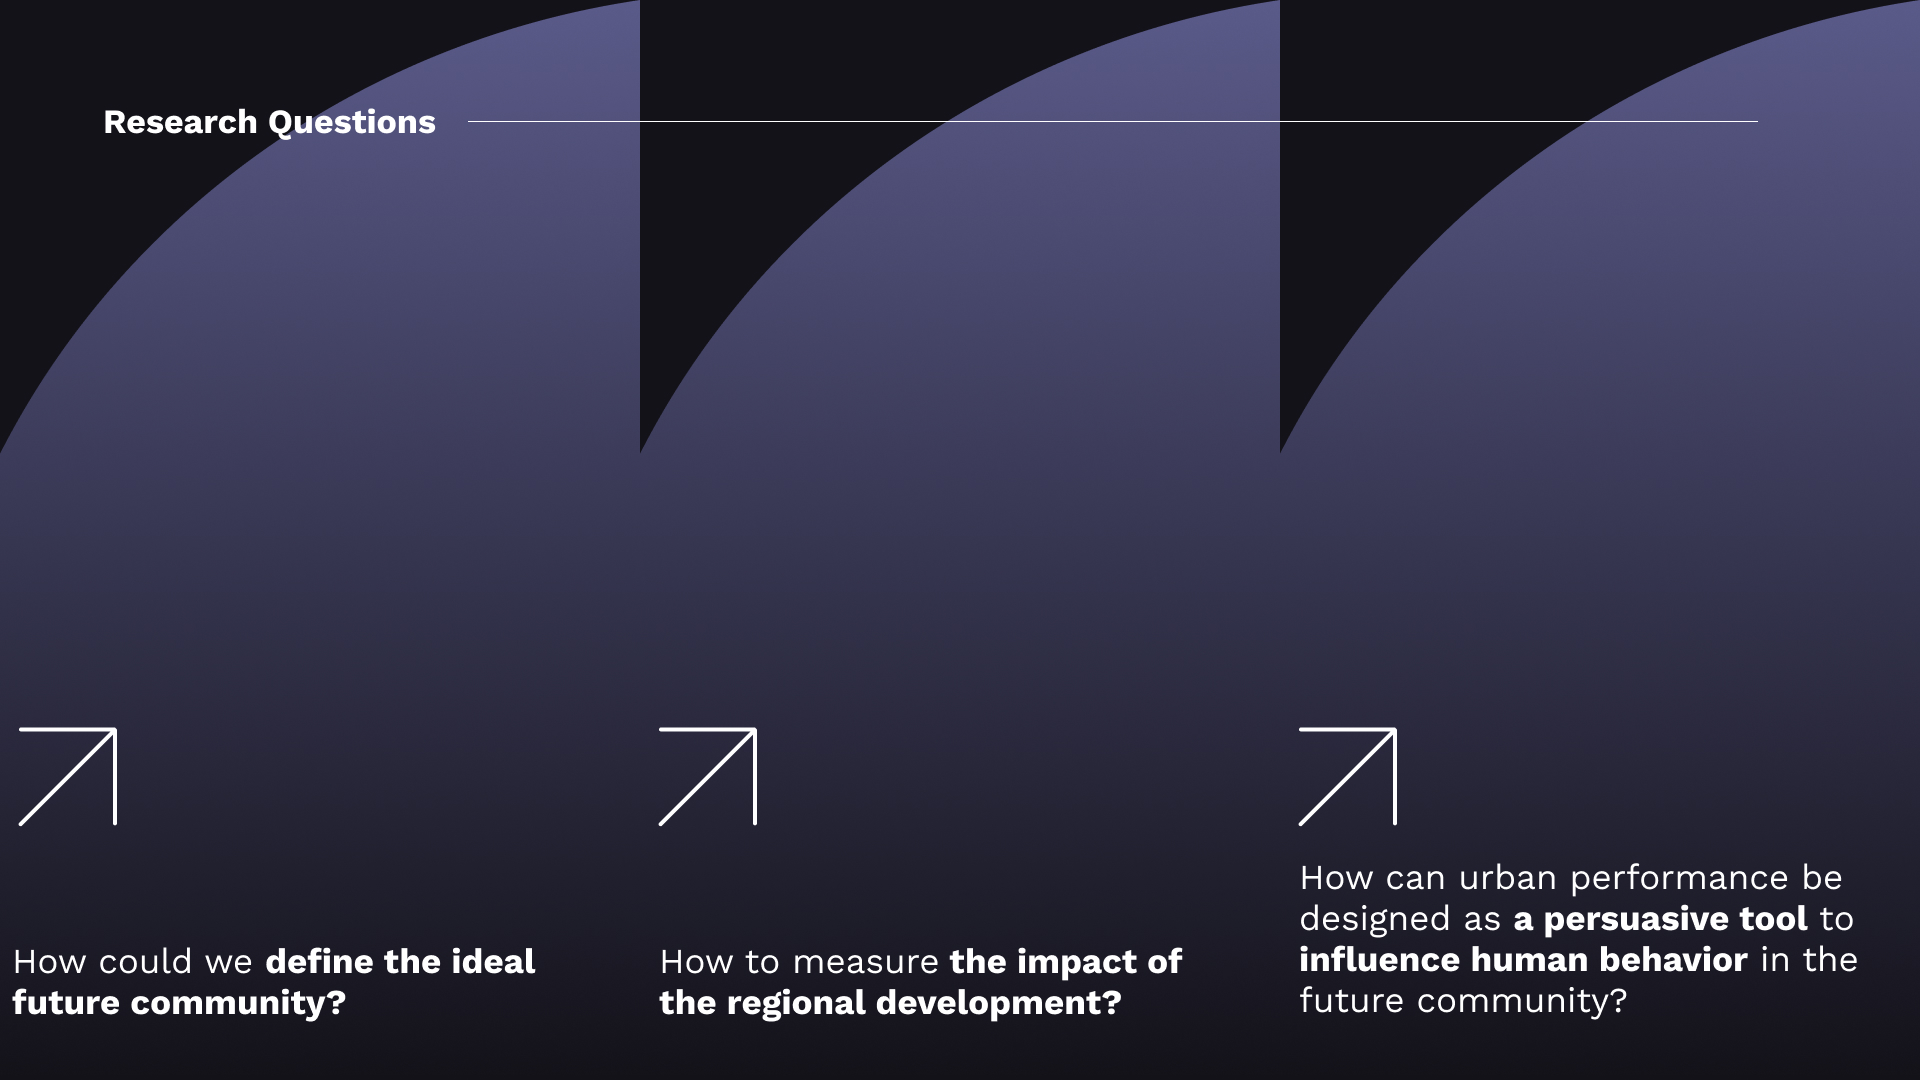 Research Questions
How could we define the ideal
future community?
How to measure the impact of
the regional development?
How can urban performance be
designed as a persuasive tool to
influence human behavior in the
future community?